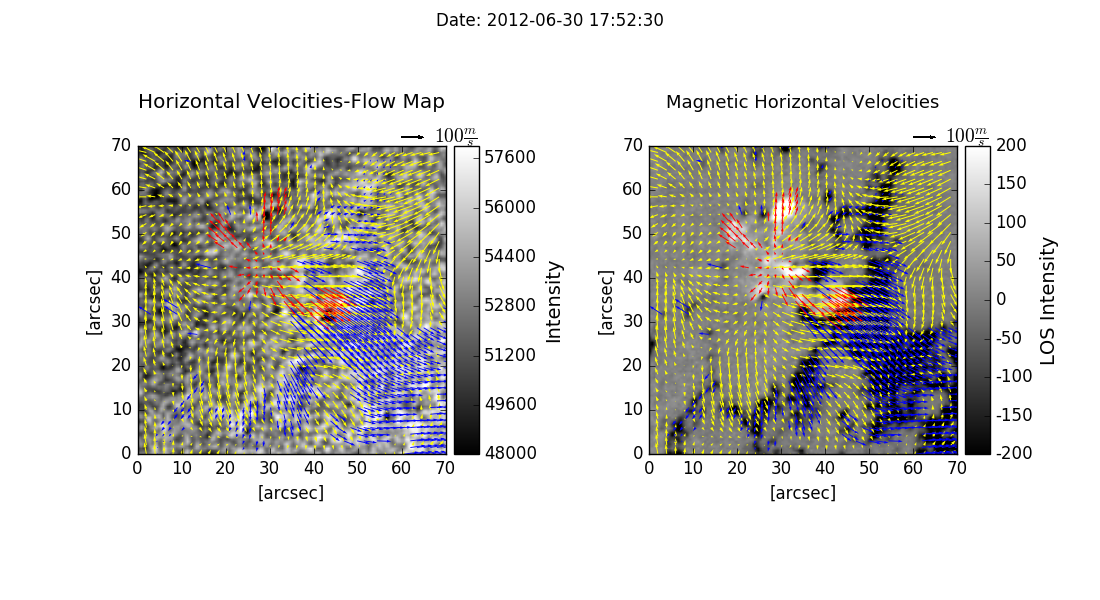 Date: 2012-06-30 17:52:30
Horizontal Velocities-Flow Map
100 m/s
70
60
50
40
30
20
10
0
[arcsec]
0 10 20 30 40 50 60 70
[arcsec]
57600
56000
54400
52800
51200
49600
48000
Intensity
Magnetic Horizontal Velocities
100 m/s
70
60
50
40
30
20
10
0
[arcsec]
0 10 20 30 40 50 60 70
[arcsec]
200
150
100
50
0
-50
-100
-150
-200
LOS Intensity